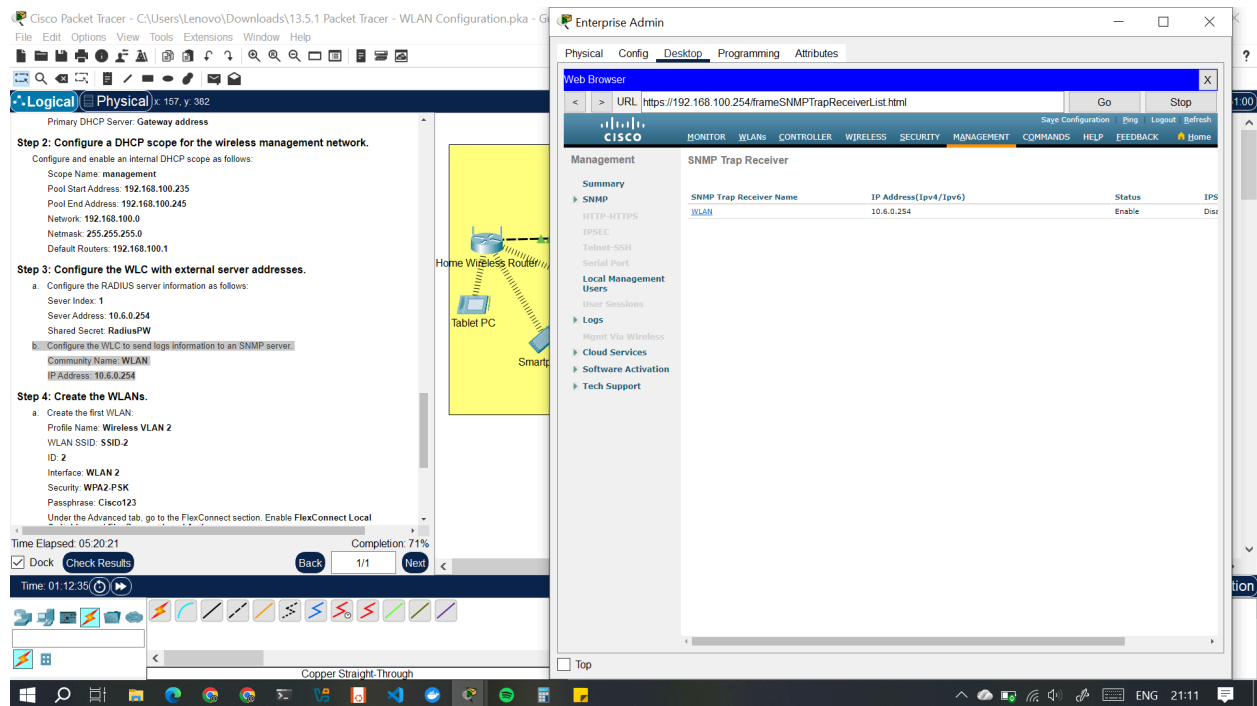 Cisco Packet Tracer - C:\Users\Lenovo\Downloads\13.5.1 Packet Tracer - WLAN Configuration.pka - G
File Edit Options View Tools Extensions Window Help
Logical Physical x: 157, y: 382
Primary DHCP Server: Gateway address
Step 2: Configure a DHCP scope for the wireless management network.
Configure and enable an internal DHCP scope as follows:
Scope Name: management
Pool Start Address: 192.168.100.235
Pool End Address: 192.168.100.245
Network: 192.168.100.0
Netmask: 255.255.255.0
Default Routers: 192.168.100.1
Step 3: Configure the WLC with external server addresses.
a. Configure the RADIUS server information as follows:
Sever Index: 1
Sever Address: 10.6.0.254
Shared Secret: RadiusPW
b. Configure the WLC to send logs information to an SNMP server.
Community Name: WLAN
IP Address: 10.6.0.254
Step 4: Create the WLANs.
a. Create the first WLAN:
Profile Name: Wireless VLAN 2
WLAN SSID: SSID-2
ID: 2
Interface: WLAN 2
Security: WPA2-PSK
Passphrase: Cisco123
Under the Advanced tab, go to the FlexConnect section. Enable FlexConnect Local
Time Elapsed: 05:20:21 Completion: 71%
Dock Check Results Back 1/1 Next
Time: 01:12:35
Copper Straight-Through
Home Wireless Router
Tablet PC
Smartp
Enterprise Admin
Physical Config Desktop Programming Attributes
Web Browser X
< > URL https://192.168.100.254/frameSNMPTrapReceiverList.html Go Stop
Save Configuration Ping Logout Refresh
CISCO MONITOR WLANs CONTROLLER WIRELESS SECURITY MANAGEMENT COMMANDS HELP FEEDBACK Home
Management
Summary
SNMP
HTTP-HTTPS
IPSEC
Telnet-SSH
Serial Port
Local Management
Users
User Sessions
Logs
Mgmt Via Wireless
Cloud Services
Software Activation
Tech Support
SNMP Trap Receiver
SNMP Trap Receiver Name IP Address(Ipv4/Ipv6) Status IPS
WLAN 10.6.0.254 Enable Disa
Top
?
1:00
tion
ENG 21:11